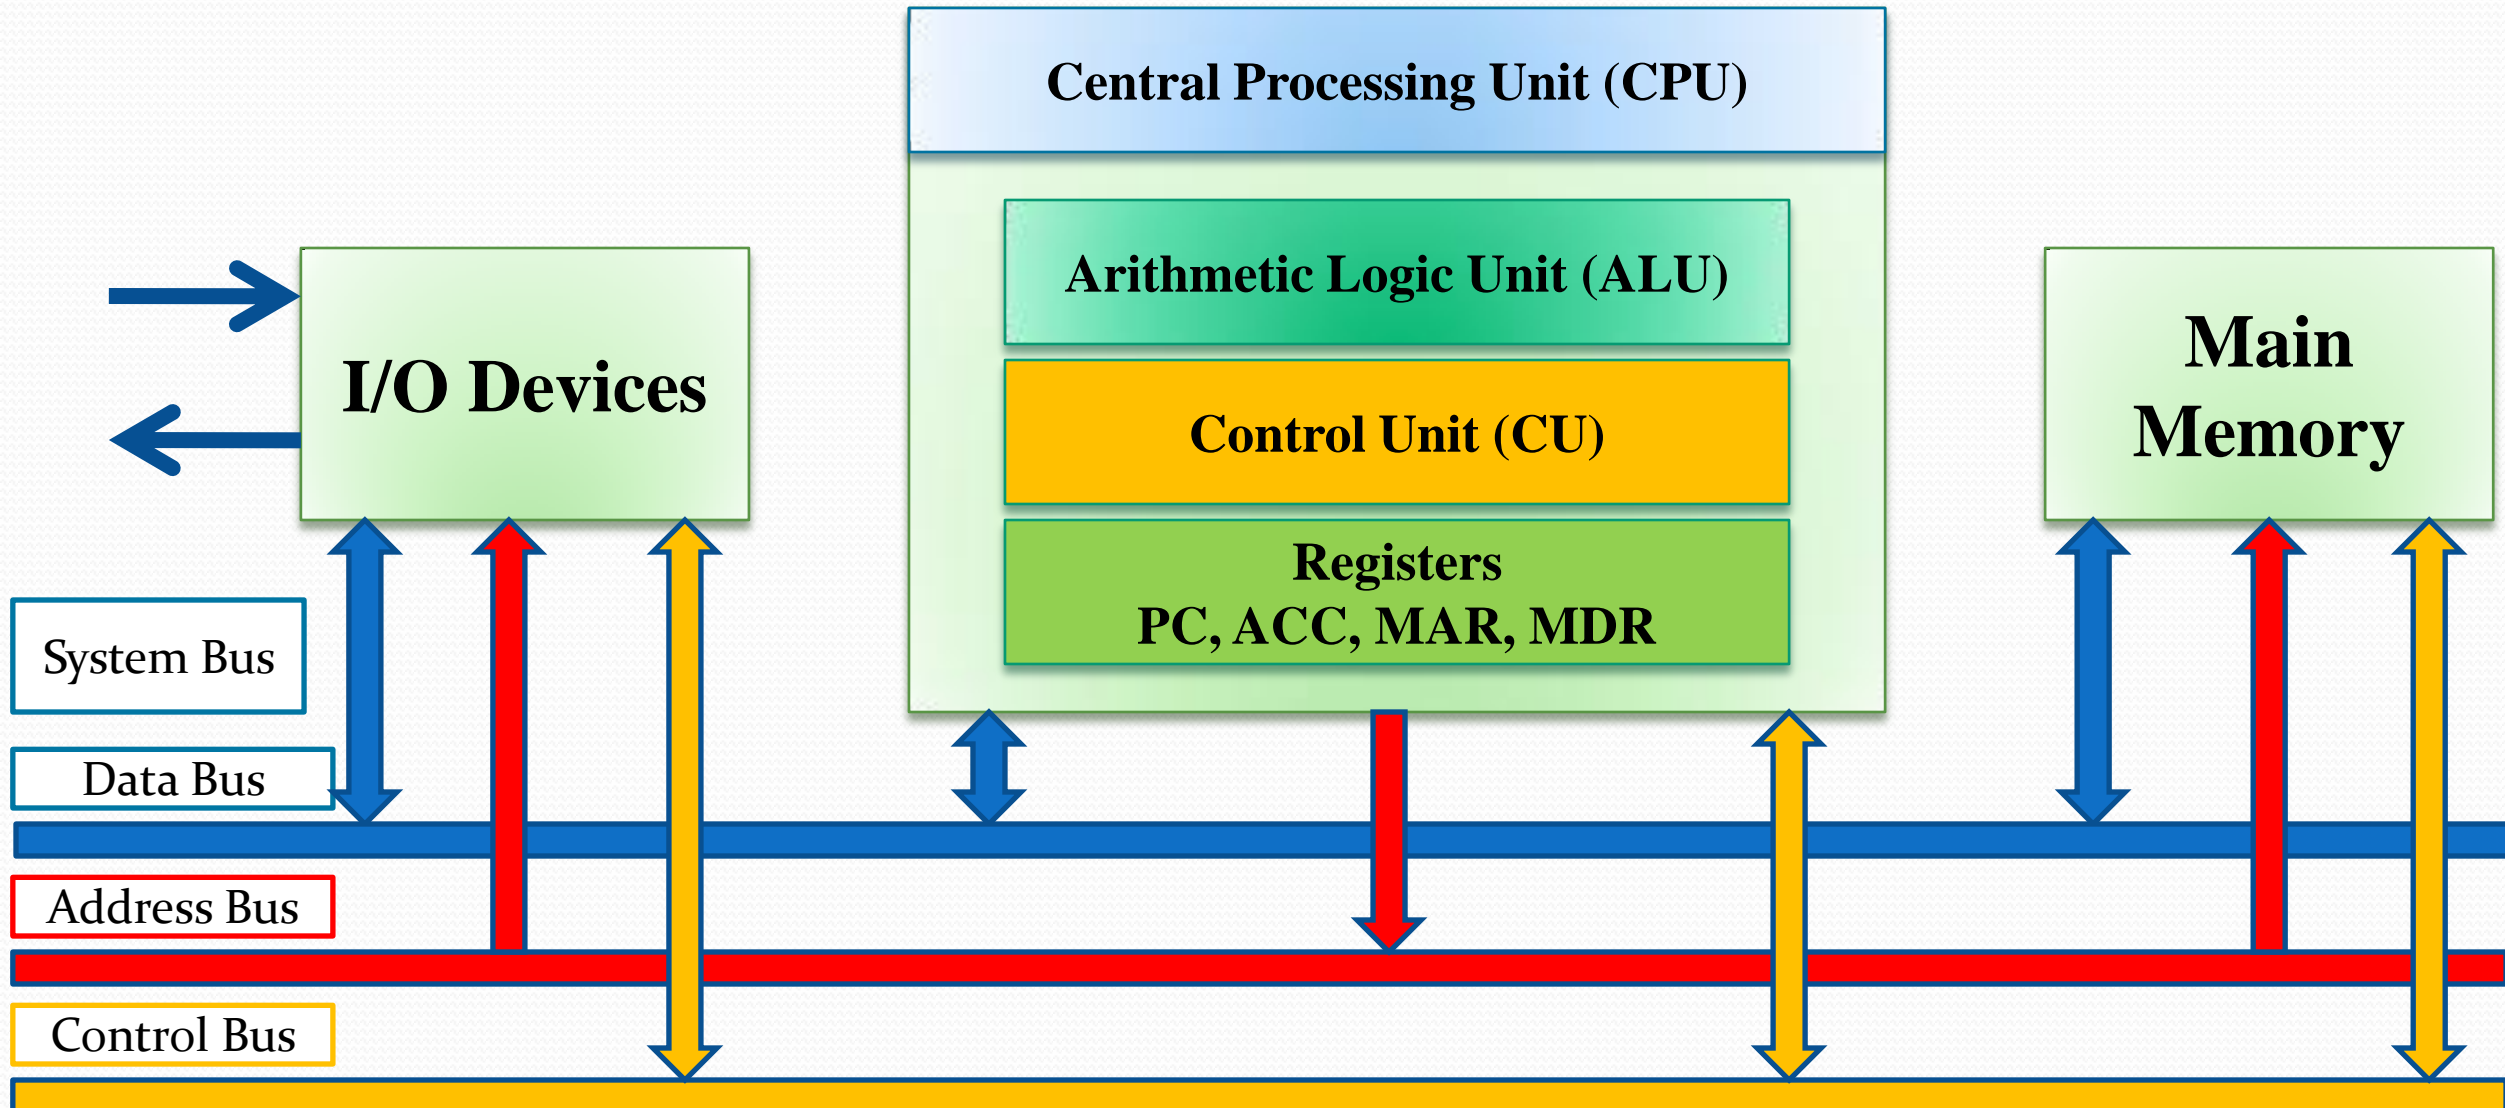 Central Processing Unit (CPU)
Arithmetic Logic Unit (ALU)
Control Unit (CU)
Registers
PC, ACC, MAR, MDR
I/O Devices
Main
Memory
System Bus
Data Bus
Address Bus
Control Bus